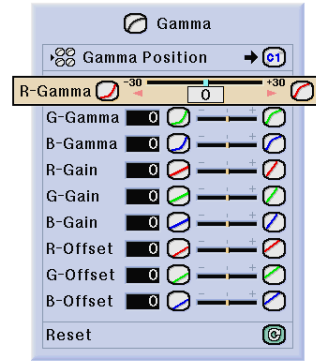 Gamma
Gamma Position C1
R-Gamma -30 0 +30
G-Gamma 0 - +
B-Gamma 0 - +
R-Gain 0 - +
G-Gain 0 - +
B-Gain 0 - +
R-Offset 0 - +
G-Offset 0 - +
B-Offset 0 - +
Reset